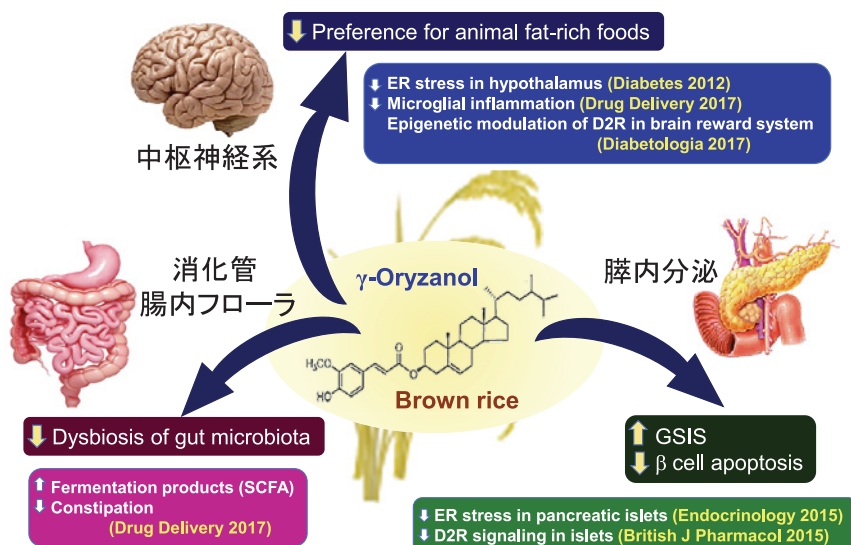 ⬇ Preference for animal fat-rich foods
⬇ ER stress in hypothalamus (Diabetes 2012)
⬇ Microglial inflammation (Drug Delivery 2017)
Epigenetic modulation of D2R in brain reward system
(Diabetologia 2017)
中枢神経系
消化管
腸内フローラ
膵内分泌
γ-Oryzanol
H₃CO
HO
O
O
Brown rice
⬇ Dysbiosis of gut microbiota
⬆ Fermentation products (SCFA)
⬇ Constipation
(Drug Delivery 2017)
⬆ GSIS
⬇ β cell apoptosis
⬇ ER stress in pancreatic islets (Endocrinology 2015)
⬇ D2R signaling in islets (British J Pharmacol 2015)